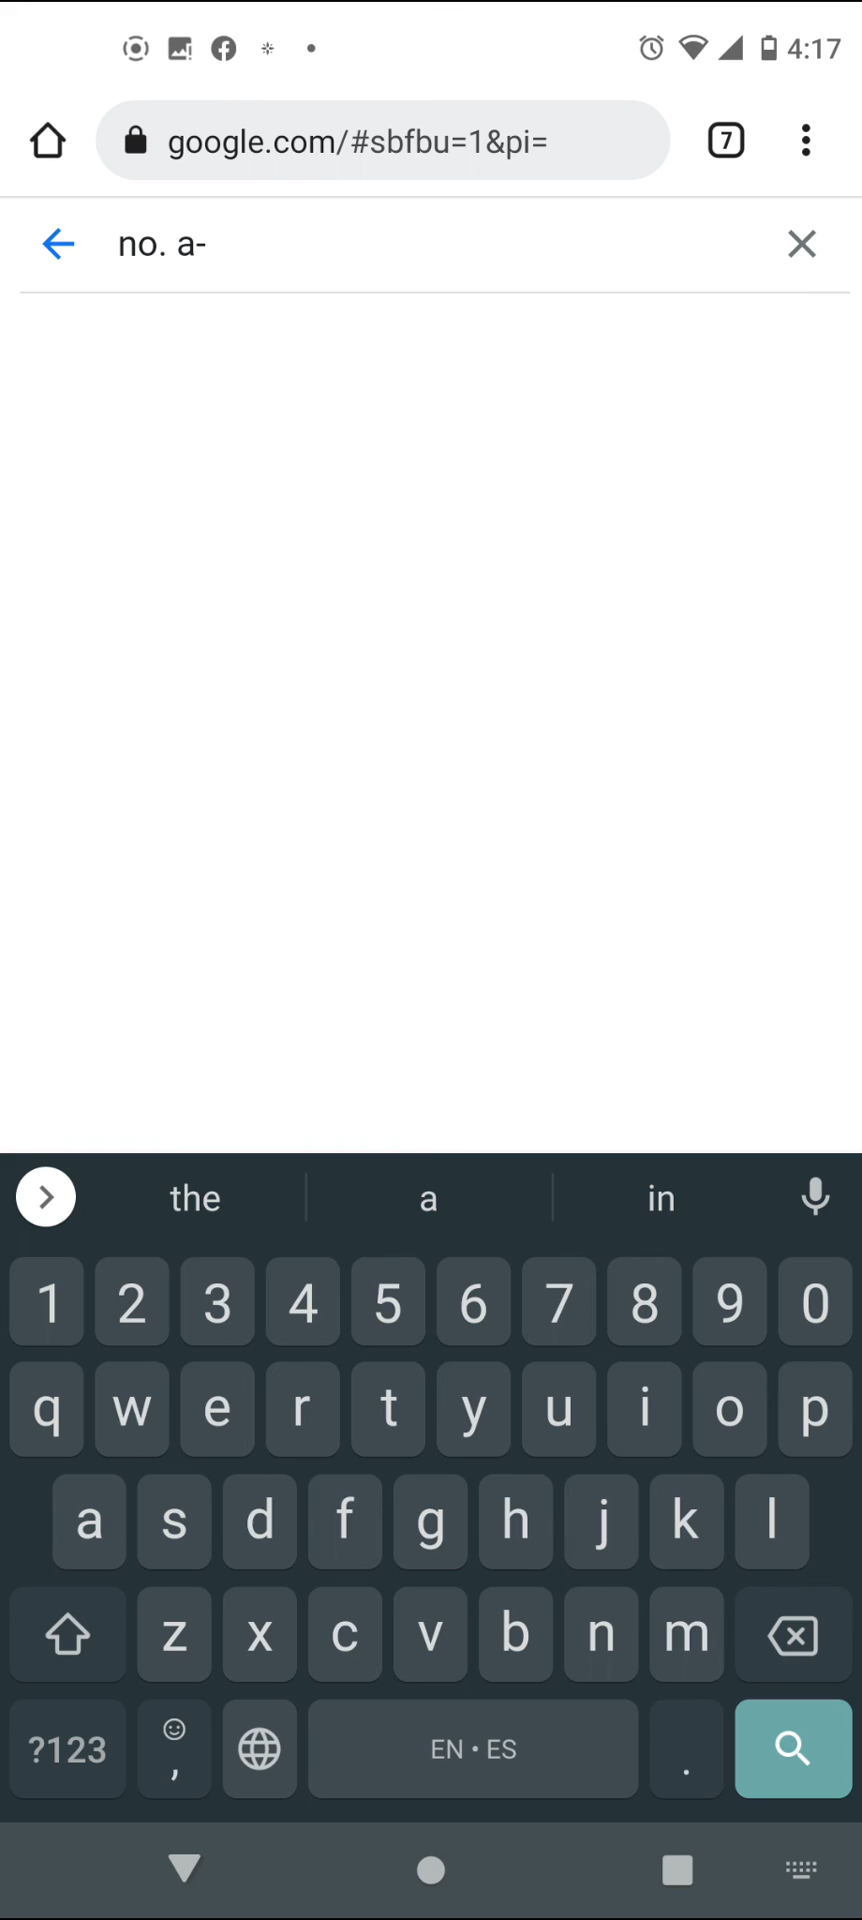 4:17
google.com/#sbfbu=1&pi=
7
no. a-
the a in
1 2 3 4 5 6 7 8 9 0
q w e r t y u i o p
a s d f g h j k l
z x c v b n m
?123 , EN • ES .